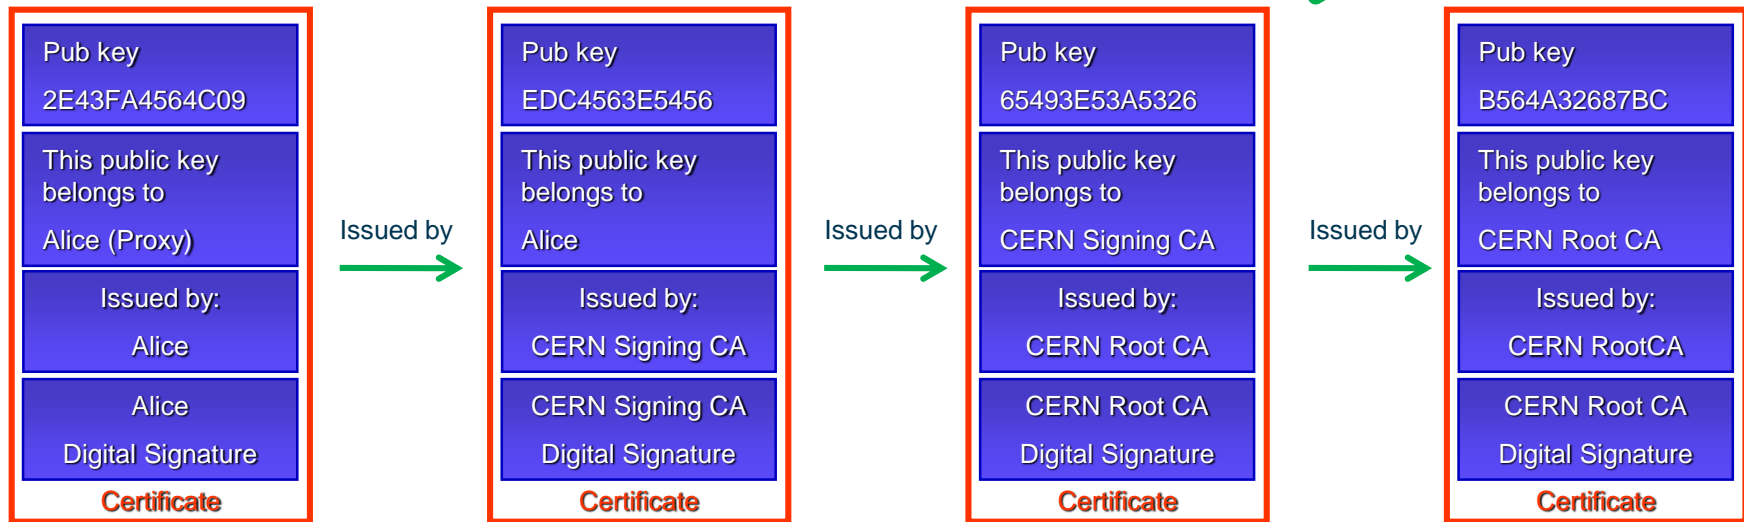 Pub key
2E43FA4564C09
This public key
belongs to
Alice (Proxy)
Issued by:
Alice
Alice
Digital Signature
Certificate
Issued by
Pub key
EDC4563E5456
This public key
belongs to
Alice
Issued by:
CERN Signing CA
CERN Signing CA
Digital Signature
Certificate
Issued by
Pub key
65493E53A5326
This public key
belongs to
CERN Signing CA
Issued by:
CERN Root CA
CERN Root CA
Digital Signature
Certificate
Issued by
Pub key
B564A32687BC
This public key
belongs to
CERN Root CA
Issued by:
CERN RootCA
CERN Root CA
Digital Signature
Certificate